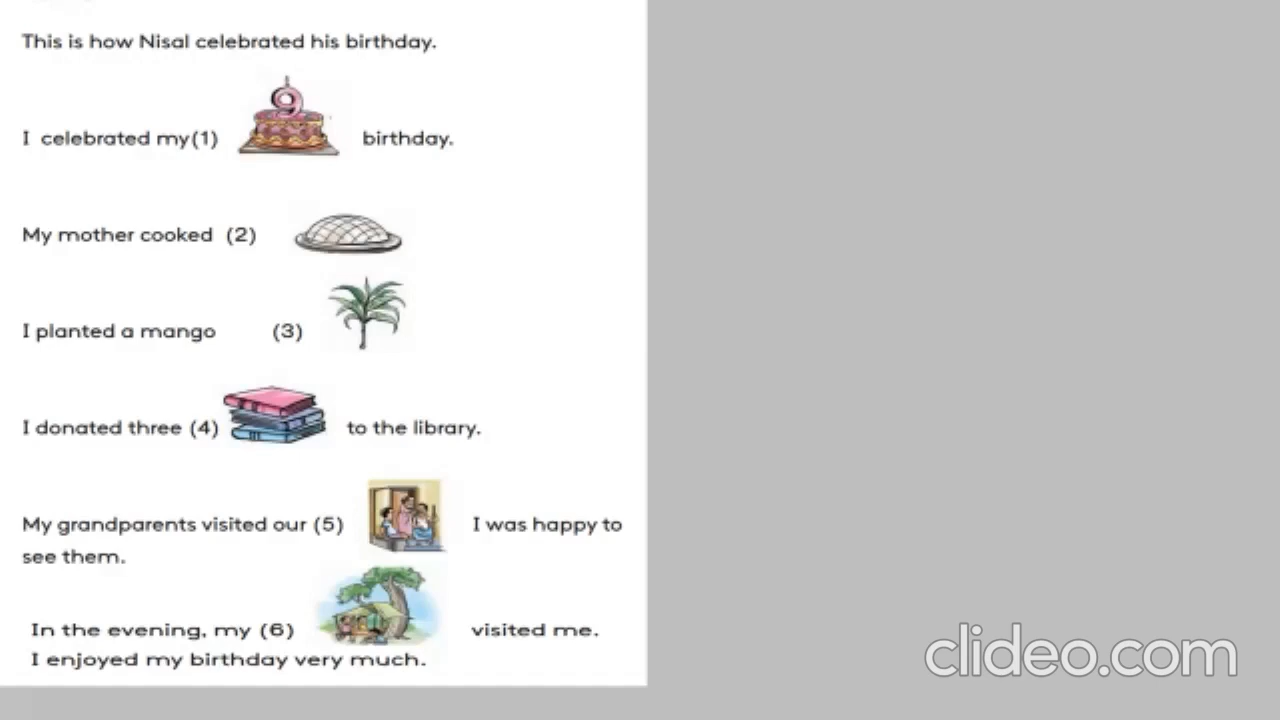 This is how Nisal celebrated his birthday.
9
I celebrated my(1) birthday.
My mother cooked (2)
I planted a mango (3)
I donated three (4) to the library.
My grandparents visited our (5) I was happy to
see them.
In the evening, my (6) visited me.
I enjoyed my birthday very much.
clideo.com